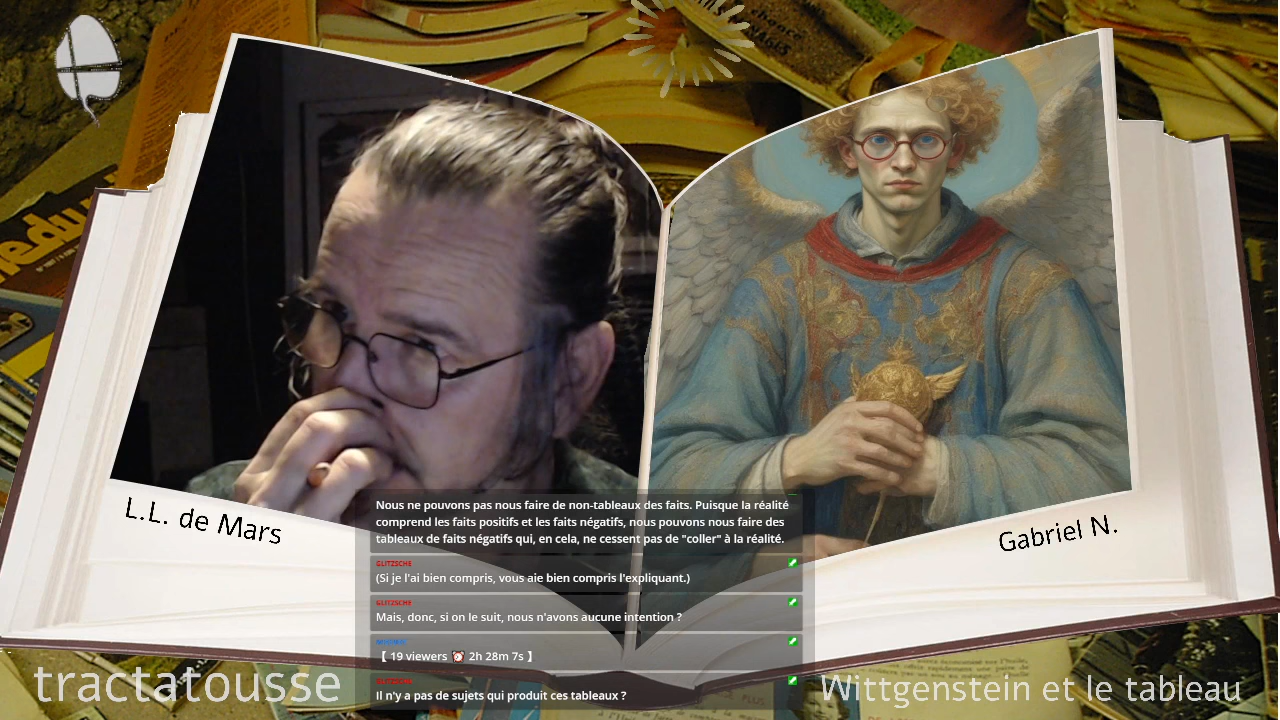 L.L. de Mars
Gabriel N.
Nous ne pouvons pas nous faire de non-tableaux des faits. Puisque la réalité
comprend les faits positifs et les faits négatifs, nous pouvons nous faire des
tableaux de faits négatifs qui, en cela, ne cessent pas de "coller" à la réalité.
GLITZSCHE
(Si je l'ai bien compris, vous aie bien compris l'expliquant.)
GLITZSCHE
Mais, donc, si on le suit, nous n'avons aucune intention ?
【 19 viewers ⏰ 2h 28m 7s 】
GLITZSCHE
Il n'y a pas de sujets qui produit ces tableaux ?
tractatousse
Wittgenstein et le tableau